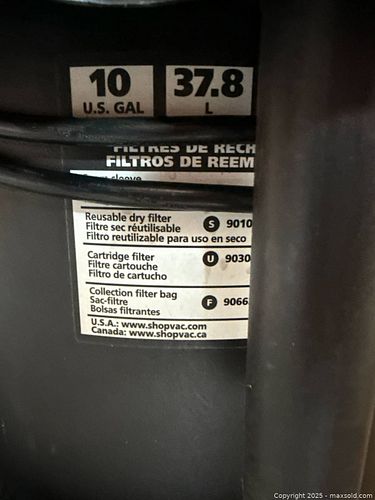 10
U.S. GAL
37.8
L
FILTRES DE RECH
FILTROS DE REEM
sleeve
Reusable dry filter
Filtre sec réutilisable
Filtro reutilizable para uso en seco
S 9010
Cartridge filter
Filtre cartouche
Filtro de cartucho
U 9030
Collection filter bag
Sac-filtre
Bolsas filtrantes
F 9066
U.S.A.: www.shopvac.com
Canada: www.shopvac.ca
Copyright 2025 - maxsold.com